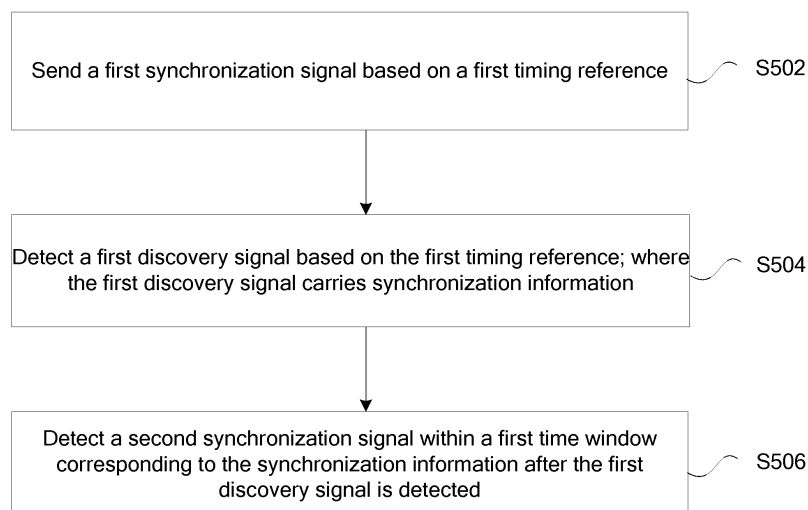 Send a first synchronization signal based on a first timing reference
S502
Detect a first discovery signal based on the first timing reference; where
the first discovery signal carries synchronization information
S504
Detect a second synchronization signal within a first time window
corresponding to the synchronization information after the first
discovery signal is detected
S506